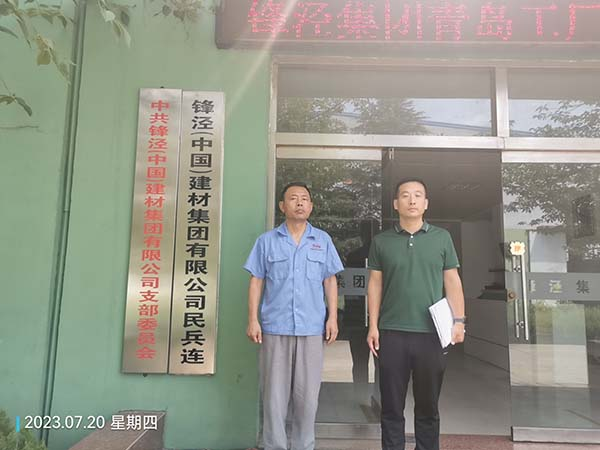 锋泾集团青岛工厂
中共锋泾(中国)建材集团有限公司支部委员会
锋泾(中国)建材集团有限公司民兵连
集团
锋泾集
2023.07.20 星期四